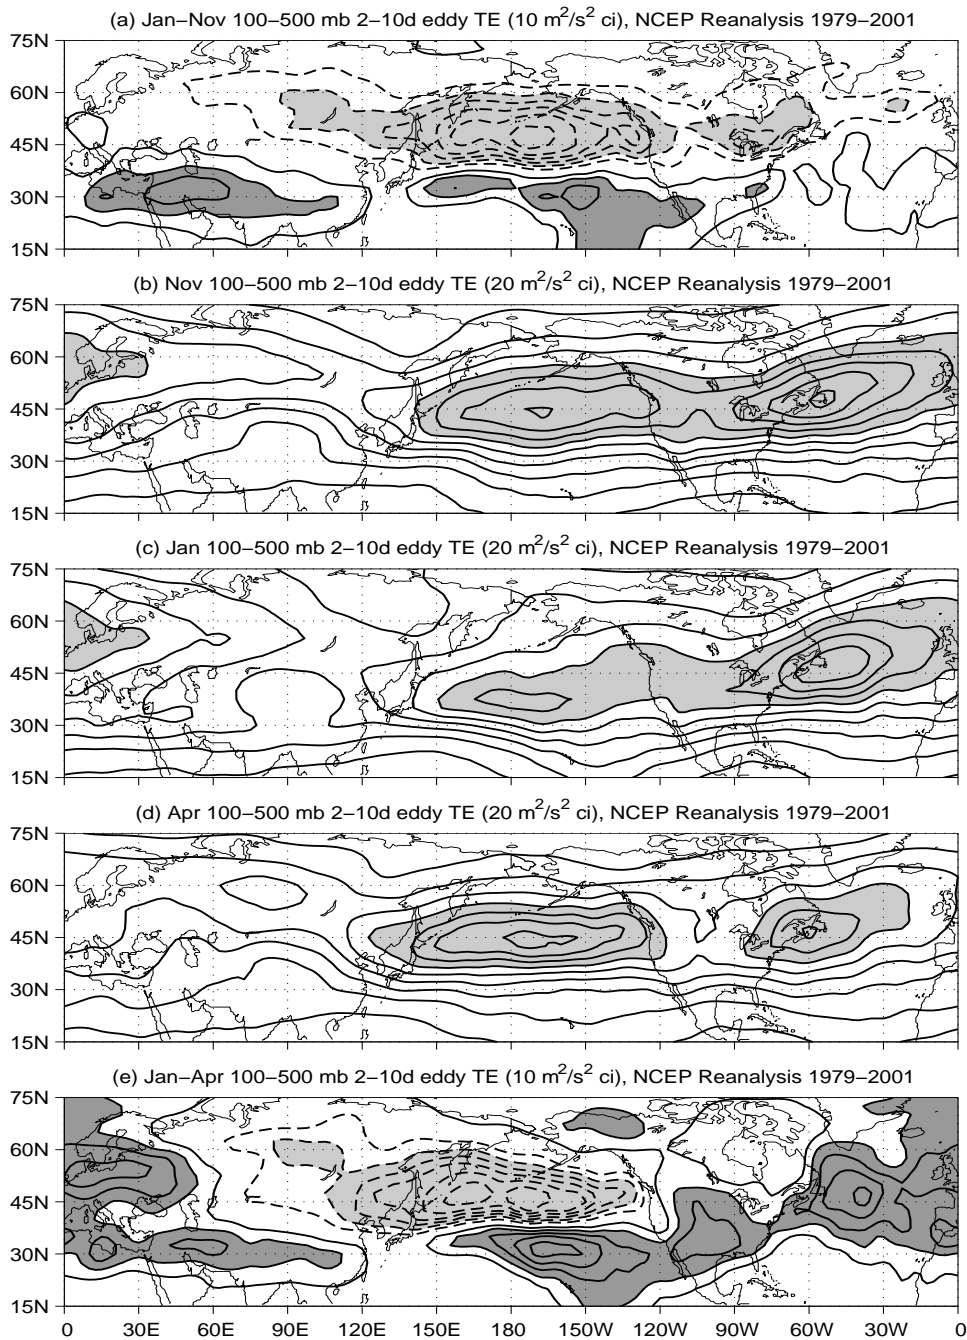 (a) Jan–Nov 100–500 mb 2–10d eddy TE (10 m²/s² ci), NCEP Reanalysis 1979–2001
75N
60N
45N
30N
15N
(b) Nov 100–500 mb 2–10d eddy TE (20 m²/s² ci), NCEP Reanalysis 1979–2001
75N
60N
45N
30N
15N
(c) Jan 100–500 mb 2–10d eddy TE (20 m²/s² ci), NCEP Reanalysis 1979–2001
75N
60N
45N
30N
15N
(d) Apr 100–500 mb 2–10d eddy TE (20 m²/s² ci), NCEP Reanalysis 1979–2001
75N
60N
45N
30N
15N
(e) Jan–Apr 100–500 mb 2–10d eddy TE (10 m²/s² ci), NCEP Reanalysis 1979–2001
75N
60N
45N
30N
15N
0 30E 60E 90E 120E 150E 180 150W 120W 90W 60W 30W 0